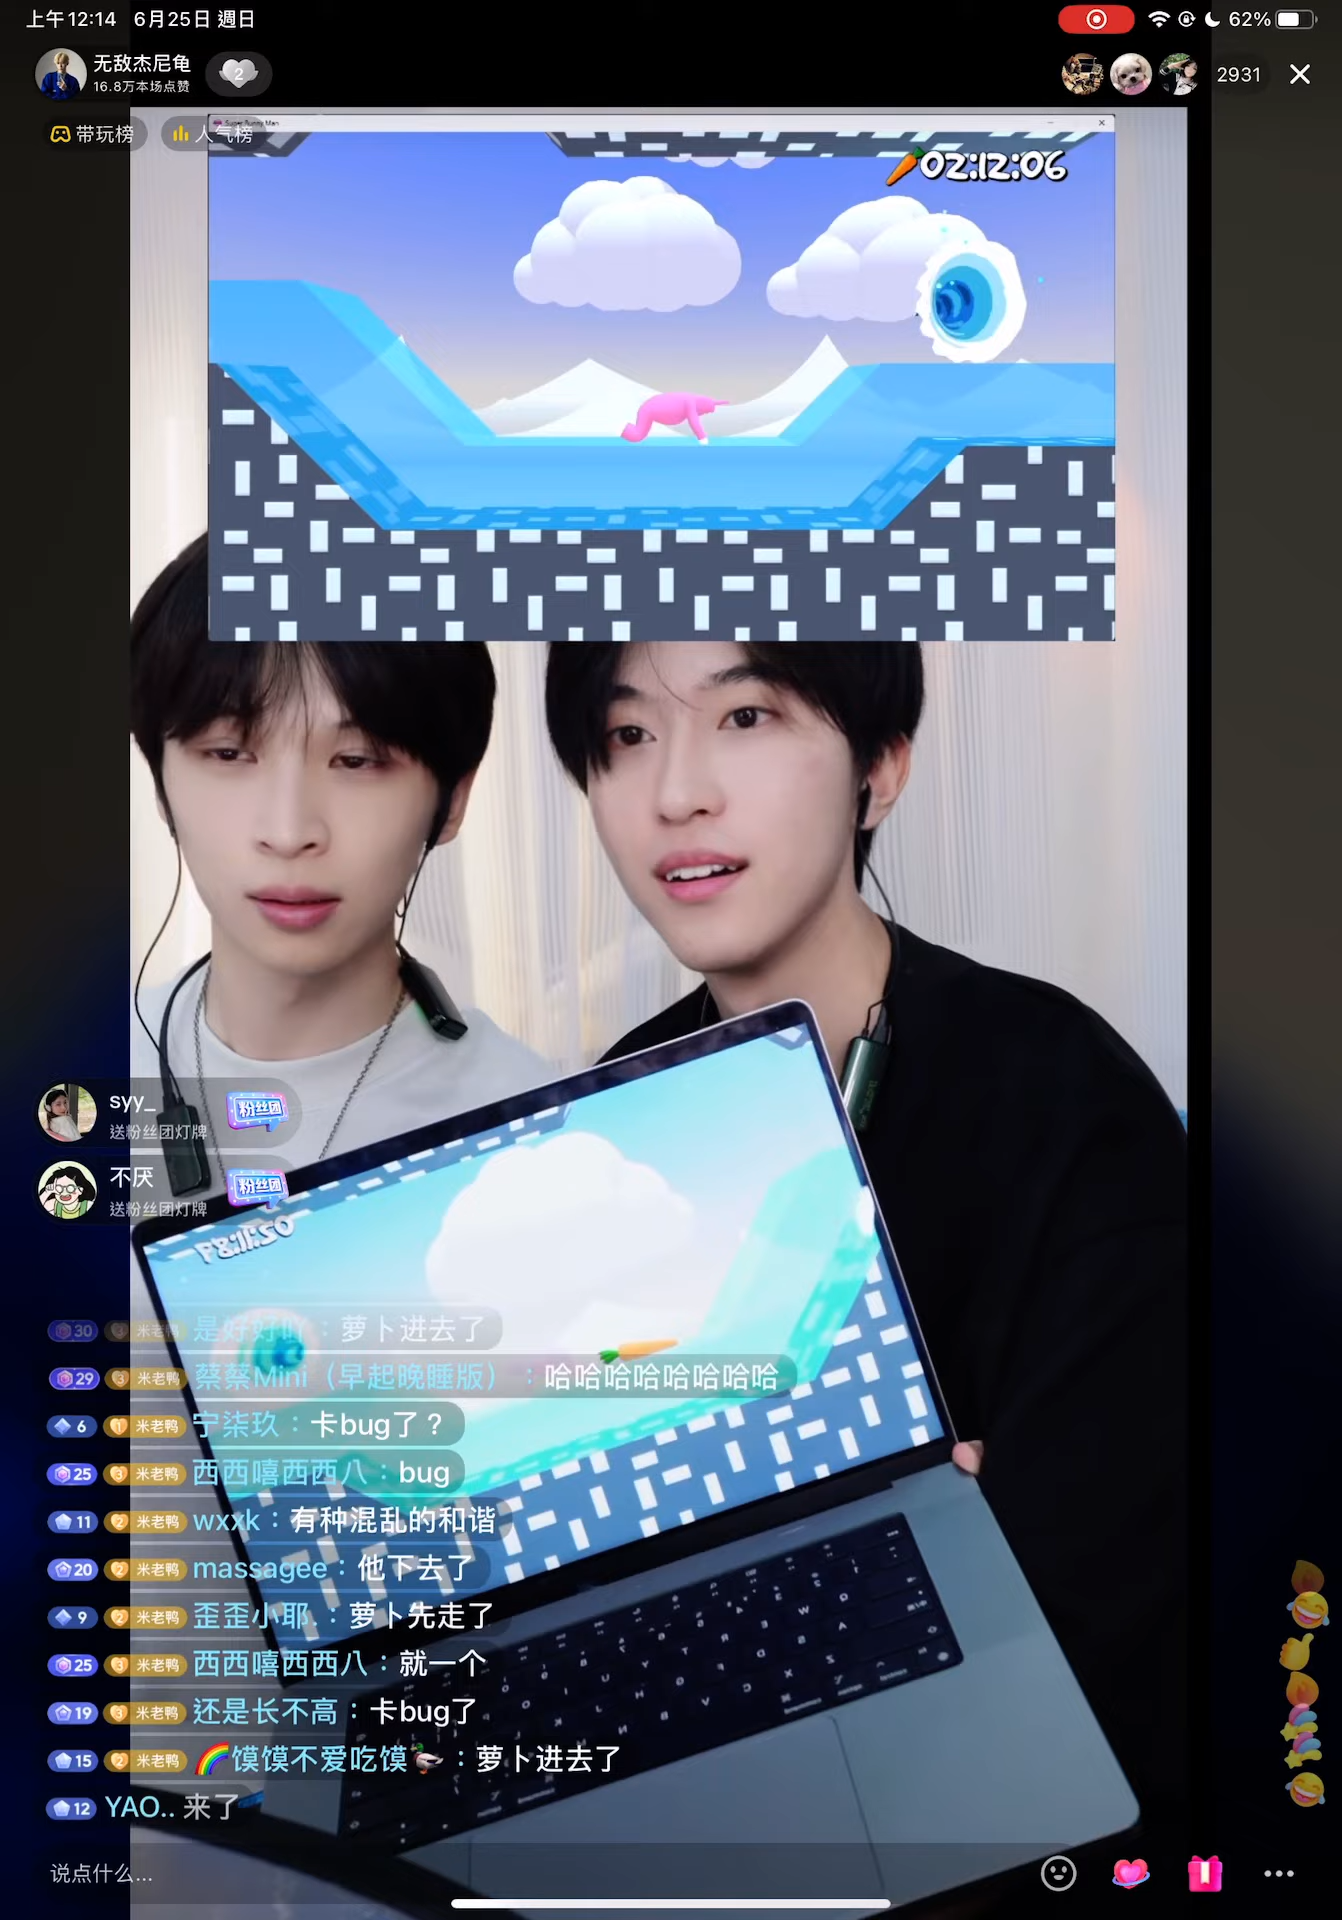 上午12:14 6月25日 週日
62%
无敌杰尼龟
16.8万本场点赞
2
2931
带玩榜
人气榜
Super Bunny Man
02:12:06
syy_
送粉丝团灯牌
粉丝团
不厌
送粉丝团灯牌
粉丝团
30 3 米老鸭 是好好吖：萝卜进去了
29 3 米老鸭 蔡蔡Mini（早起晚睡版）：哈哈哈哈哈哈哈哈
6 1 米老鸭 宁柒玖：卡bug了？
25 3 米老鸭 西西嘻西西八：bug
11 2 米老鸭 wxxk：有种混乱的和谐
20 2 米老鸭 massagee：他下去了
9 2 米老鸭 歪歪小耶.：萝卜先走了
25 3 米老鸭 西西嘻西西八：就一个
19 3 米老鸭 还是长不高：卡bug了
15 2 米老鸭 🌈馍馍不爱吃馍🦆：萝卜进去了
12 YAO.. 来了
说点什么...